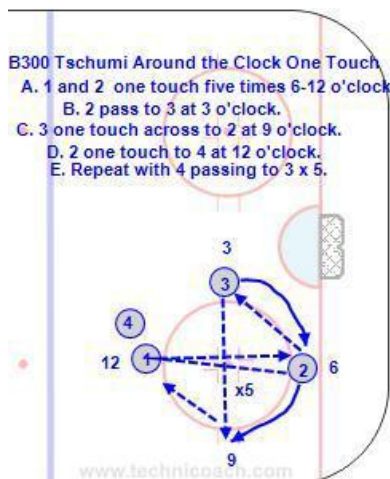 B300 Tschumi Around the Clock One Touch
A. 1 and 2 one touch five times 6-12 o'clock
B. 2 pass to 3 at 3 o'clock.
C. 3 one touch across to 2 at 9 o'clock.
D. 2 one touch to 4 at 12 o'clock.
E. Repeat with 4 passing to 3 x 5.
3
3
4
12
1
2
6
x5
9
www.technicoach.com